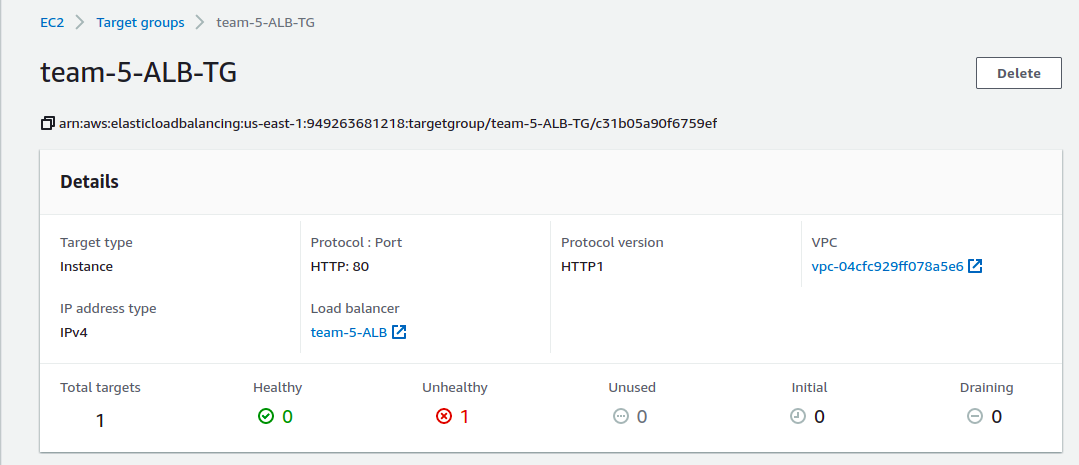 EC2 > Target groups > team-5-ALB-TG
team-5-ALB-TG
Delete
arn:aws:elasticloadbalancing:us-east-1:949263681218:targetgroup/team-5-ALB-TG/c31b05a90f6759ef
Details
Target type
Instance
Protocol : Port
HTTP: 80
Protocol version
HTTP1
VPC
vpc-04cfc929ff078a5e6
IP address type
IPv4
Load balancer
team-5-ALB
Total targets
1
Healthy
0
Unhealthy
1
Unused
0
Initial
0
Draining
0